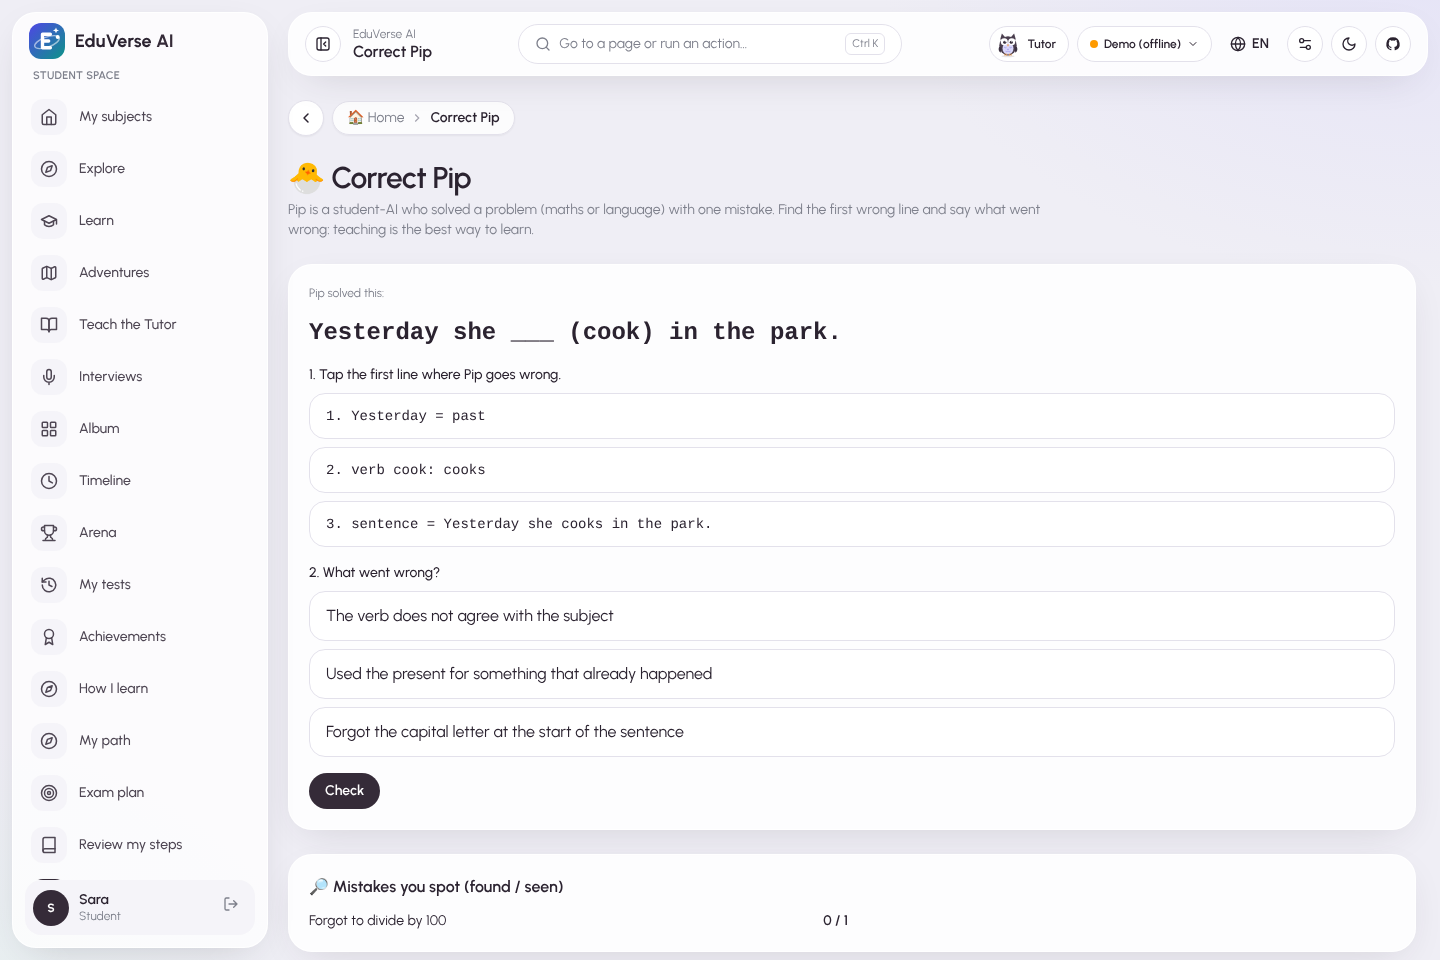 EduVerse AI
STUDENT SPACE
My subjects
Explore
Learn
Adventures
Teach the Tutor
Interviews
Album
Timeline
Arena
My tests
Achievements
How I learn
My path
Exam plan
Review my steps
S
Sara
Student
EduVerse AI
Correct Pip
Go to a page or run an action...
Ctrl K
Tutor
Demo (offline)
EN
Home
Correct Pip
Correct Pip
Pip is a student-AI who solved a problem (maths or language) with one mistake. Find the first wrong line and say what went
wrong: teaching is the best way to learn.
Pip solved this:
Yesterday she ___ (cook) in the park.
1. Tap the first line where Pip goes wrong.
1. Yesterday = past
2. verb cook: cooks
3. sentence = Yesterday she cooks in the park.
2. What went wrong?
The verb does not agree with the subject
Used the present for something that already happened
Forgot the capital letter at the start of the sentence
Check
Mistakes you spot (found / seen)
Forgot to divide by 100
0 / 1